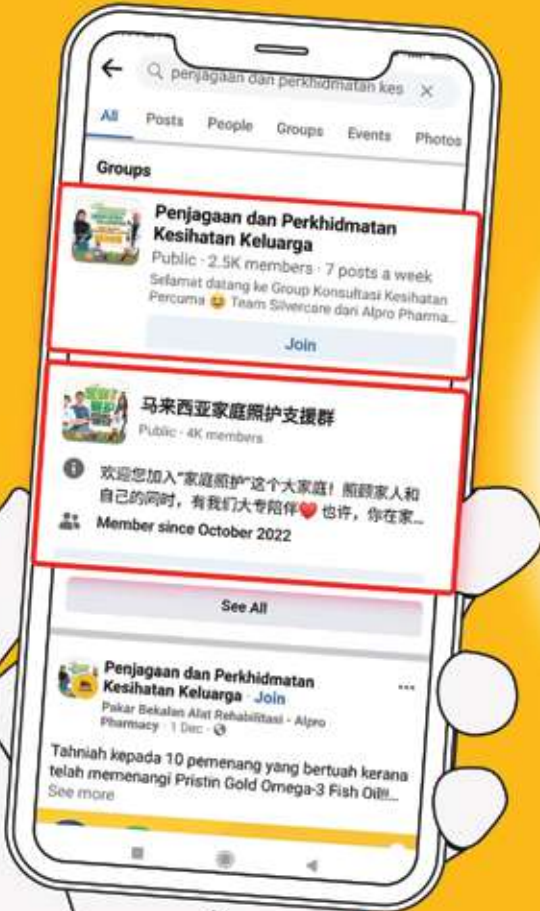 penjagaan dan perkhidmatan kes
All Posts People Groups Events Photos
Groups
Penjagaan dan Perkhidmatan
Kesihatan Keluarga
Public · 2.5K members · 7 posts a week
Selamat datang ke Group Konsultasi Kesihatan
Percuma 😄 Team Silvercare dari Alpro Pharma...
Join
马来西亚家庭照护支援群
Public · 4K members
欢迎您加入“家庭照护”这个大家庭！照顾家人和
自己的同时，有我们大专陪伴❤️ 也许，你在家...
Member since October 2022
See All
Penjagaan dan Perkhidmatan
Kesihatan Keluarga · Join
Pakar Bekalan Alat Rehabilitasi - Alpro
Pharmacy · 1 Dec ·
Tahniah kepada 10 pemenang yang bertuah kerana
telah memenangi Pristin Gold Omega-3 Fish Oil!!...
See more